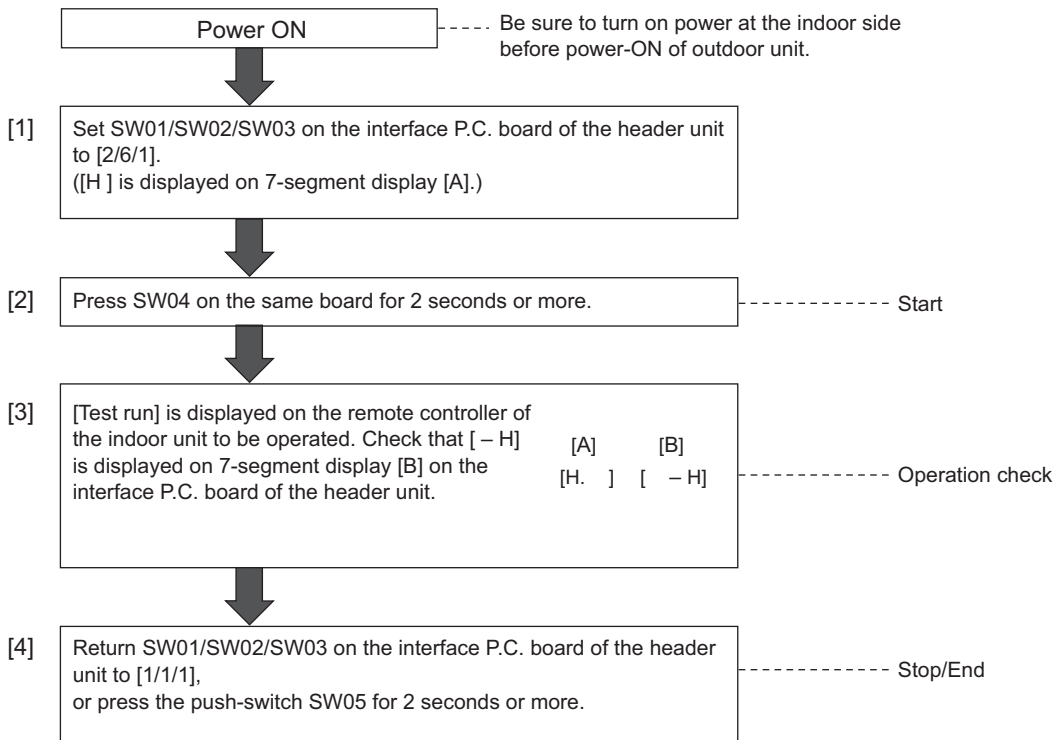 Power ON
Be sure to turn on power at the indoor side
before power-ON of outdoor unit.
[1]
Set SW01/SW02/SW03 on the interface P.C. board of the header unit
to [2/6/1].
([H ] is displayed on 7-segment display [A].)
[2]
Press SW04 on the same board for 2 seconds or more.
Start
[3]
[Test run] is displayed on the remote controller of
the indoor unit to be operated. Check that [ – H]
is displayed on 7-segment display [B] on the
interface P.C. board of the header unit.
[A] [B]
[H. ] [ – H]
Operation check
[4]
Return SW01/SW02/SW03 on the interface P.C. board of the header
unit to [1/1/1],
or press the push-switch SW05 for 2 seconds or more.
Stop/End